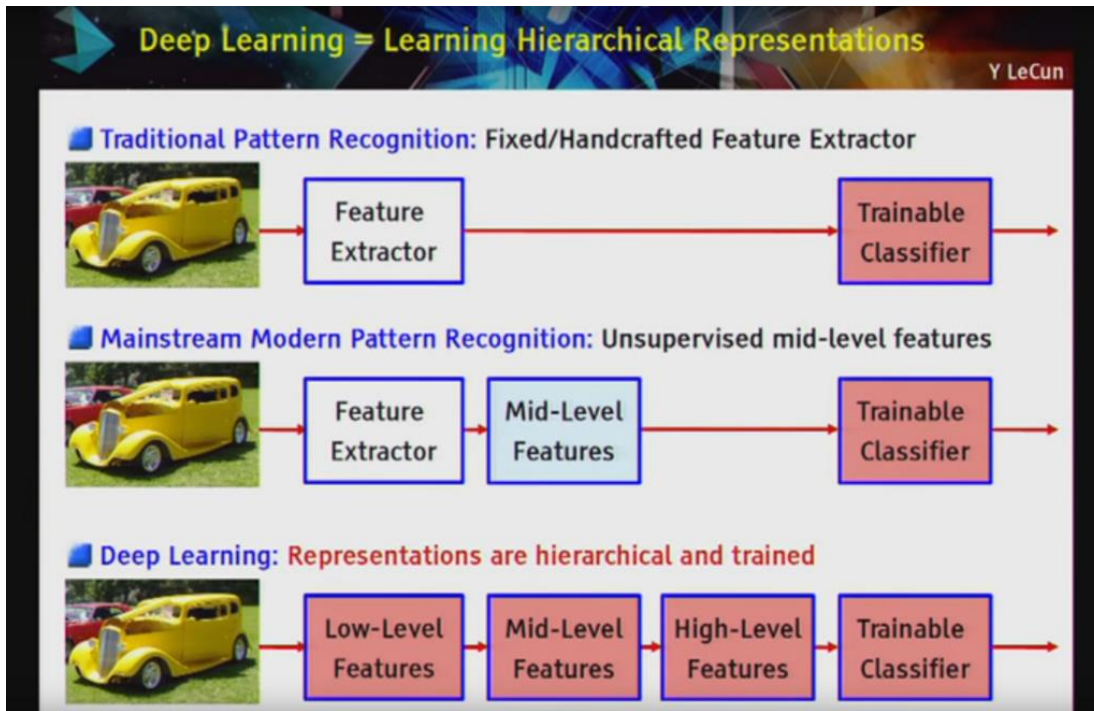 Deep Learning = Learning Hierarchical Representations
Y LeCun
Traditional Pattern Recognition: Fixed/Handcrafted Feature Extractor
Feature
Extractor
Trainable
Classifier
Mainstream Modern Pattern Recognition: Unsupervised mid-level features
Feature
Extractor
Mid-Level
Features
Trainable
Classifier
Deep Learning: Representations are hierarchical and trained
Low-Level
Features
Mid-Level
Features
High-Level
Features
Trainable
Classifier